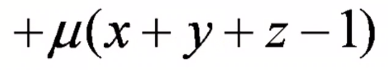 +μ(x + y + z − 1)